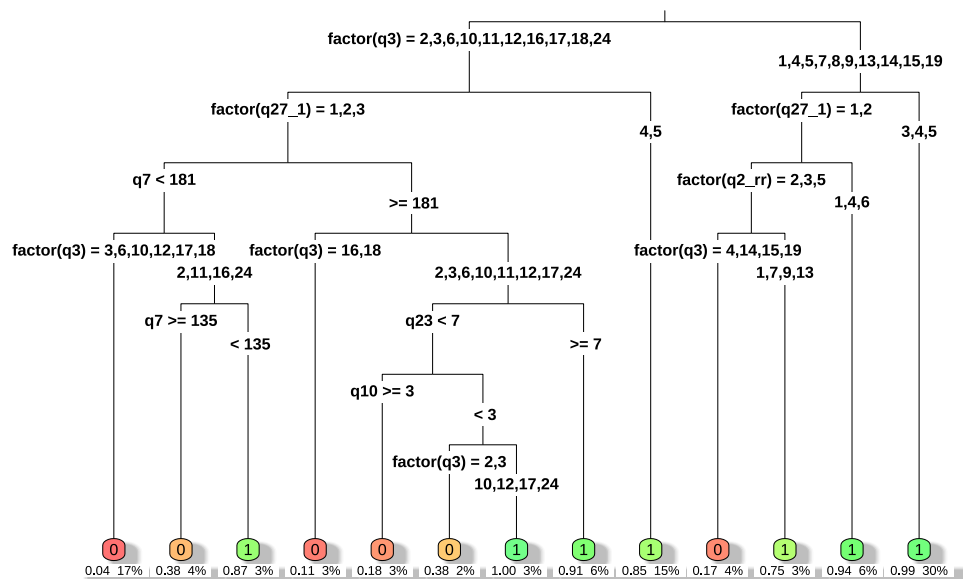 factor(q3) = 2,3,6,10,11,12,16,17,18,24
1,4,5,7,8,9,13,14,15,19
factor(q27_1) = 1,2,3
4,5
factor(q27_1) = 1,2
3,4,5
q7 < 181
>= 181
factor(q2_rr) = 2,3,5
1,4,6
factor(q3) = 3,6,10,12,17,18
2,11,16,24
factor(q3) = 16,18
2,3,6,10,11,12,17,24
factor(q3) = 4,14,15,19
1,7,9,13
q7 >= 135
< 135
q23 < 7
>= 7
q10 >= 3
< 3
factor(q3) = 2,3
10,12,17,24
0 0 1 0 0 0 1 1 1 0 1 1 1
0.04 17% 0.38 4% 0.87 3% 0.11 3% 0.18 3% 0.38 2% 1.00 3% 0.91 6% 0.85 15% 0.17 4% 0.75 3% 0.94 6% 0.99 30%